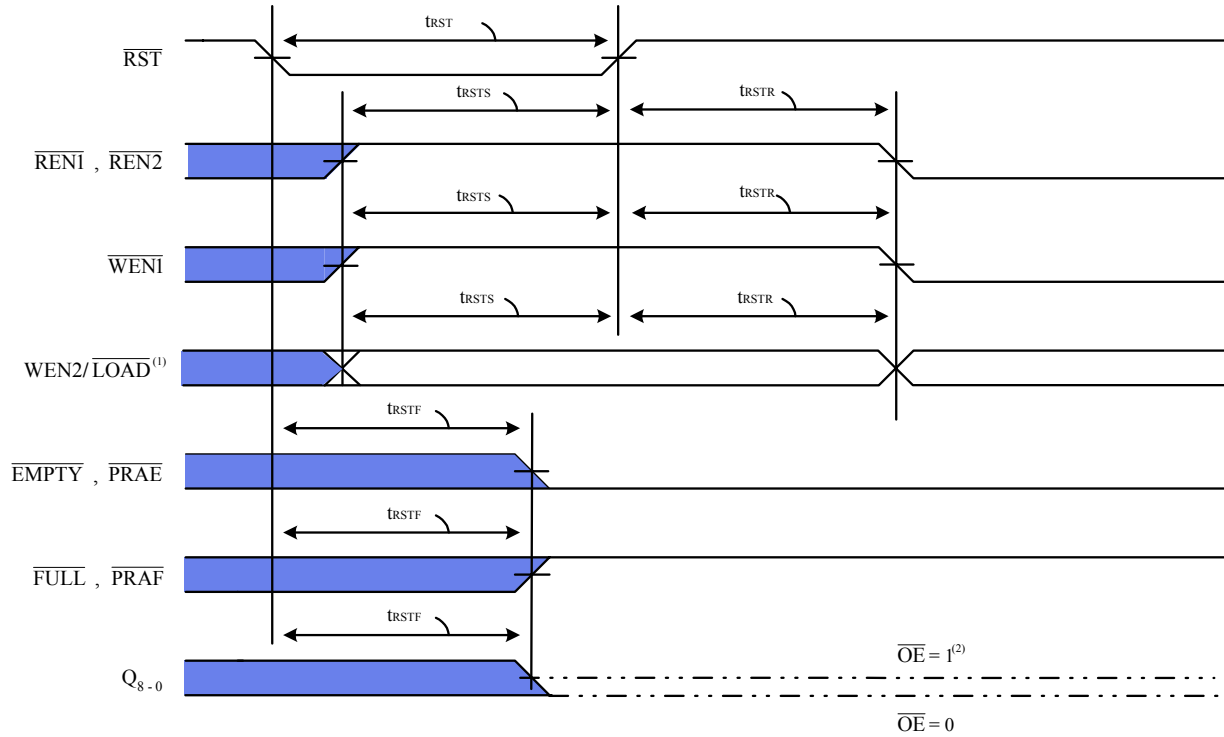 tRST
RST
tRSTS tRSTR
REN1 , REN2
tRSTS tRSTR
WEN1
tRSTS tRSTR
WEN2/LOAD(1)
tRSTF
EMPTY , PRAE
tRSTF
FULL , PRAF
tRSTF
OE = 1(2)
Q8 - 0
OE = 0